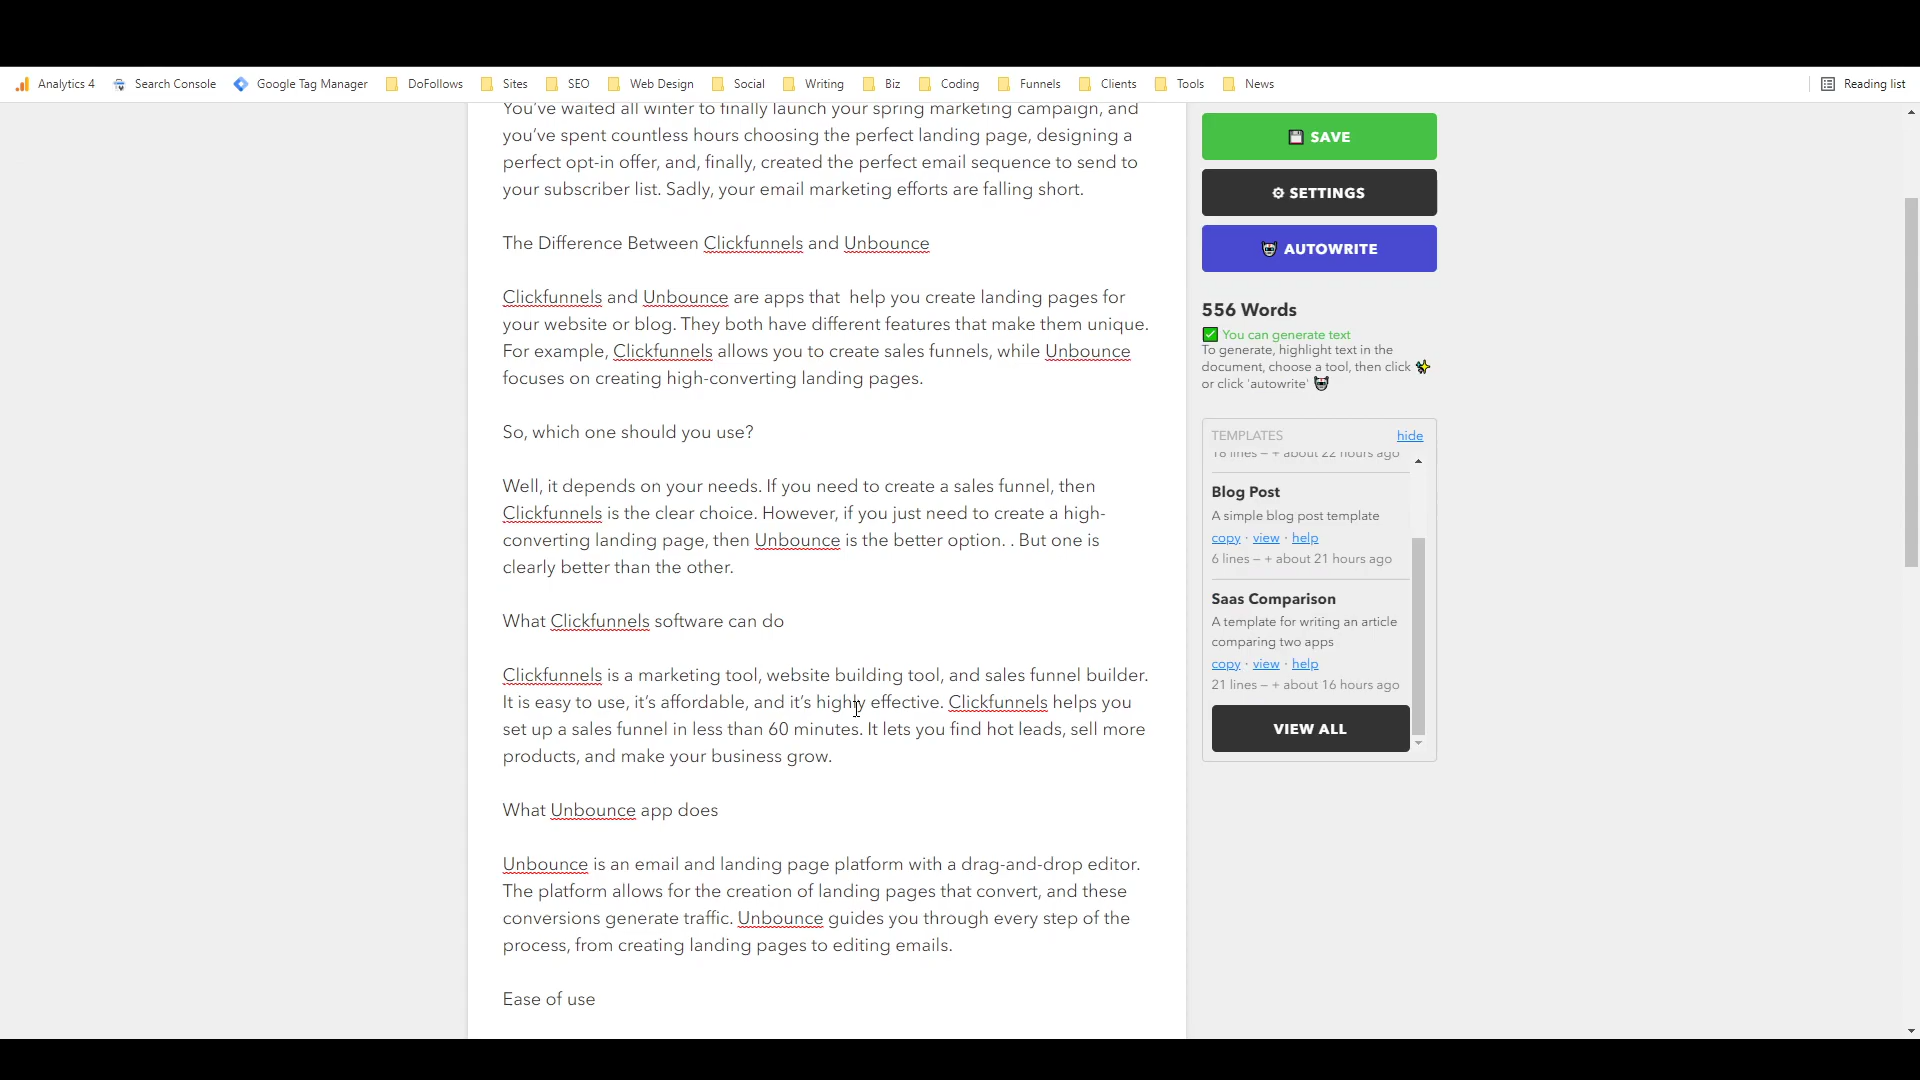 Analytics 4 Search Console Google Tag Manager DoFollows Sites SEO Web Design Social Writing Biz Coding Funnels Clients Tools News Reading list
You've waited all winter to finally launch your spring marketing campaign, and
you've spent countless hours choosing the perfect landing page, designing a
perfect opt-in offer, and, finally, created the perfect email sequence to send to
your subscriber list. Sadly, your email marketing efforts are falling short.
The Difference Between Clickfunnels and Unbounce
Clickfunnels and Unbounce are apps that  help you create landing pages for
your website or blog. They both have different features that make them unique.
For example, Clickfunnels allows you to create sales funnels, while Unbounce
focuses on creating high-converting landing pages.
So, which one should you use?
Well, it depends on your needs. If you need to create a sales funnel, then
Clickfunnels is the clear choice. However, if you just need to create a high-
converting landing page, then Unbounce is the better option. . But one is
clearly better than the other.
What Clickfunnels software can do
Clickfunnels is a marketing tool, website building tool, and sales funnel builder.
It is easy to use, it's affordable, and it's highly effective. Clickfunnels helps you
set up a sales funnel in less than 60 minutes. It lets you find hot leads, sell more
products, and make your business grow.
What Unbounce app does
Unbounce is an email and landing page platform with a drag-and-drop editor.
The platform allows for the creation of landing pages that convert, and these
conversions generate traffic. Unbounce guides you through every step of the
process, from creating landing pages to editing emails.
Ease of use
SAVE
SETTINGS
AUTOWRITE
556 Words
You can generate text
To generate, highlight text in the
document, choose a tool, then click
or click 'autowrite'
TEMPLATES hide
18 lines – + about 22 hours ago
Blog Post
A simple blog post template
copy · view · help
6 lines – + about 21 hours ago
Saas Comparison
A template for writing an article
comparing two apps
copy · view · help
21 lines – + about 16 hours ago
VIEW ALL